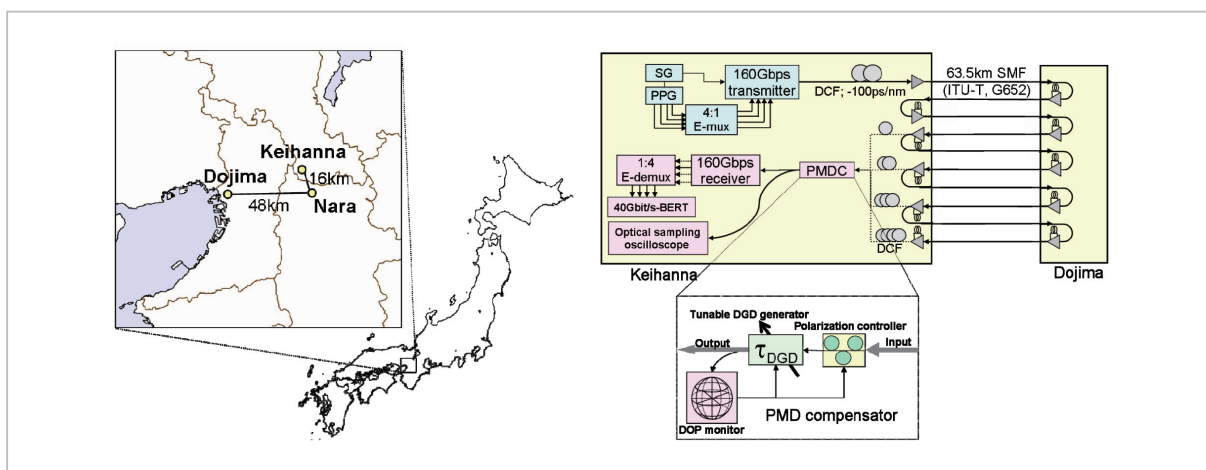 Keihanna
Dojima
16km
48km
Nara
SG
PPG
4:1
E-mux
160Gbps
transmitter
DCF; -100ps/nm
63.5km SMF
(ITU-T, G652)
1:4
E-demux
160Gbps
receiver
PMDC
40Gbit/s-BERT
Optical sampling
oscilloscope
DCF
Keihanna
Dojima
Tunable DGD generator
Polarization controller
Output
τDGD
Input
DOP monitor
PMD compensator